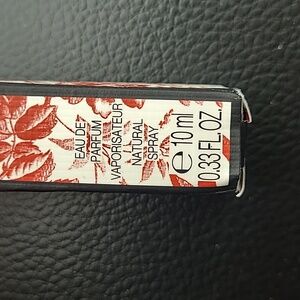 EAU DE
PARFUM
VAPORISATEUR
NATURAL
SPRAY
℮ 10 ml
0.33 FL.OZ.